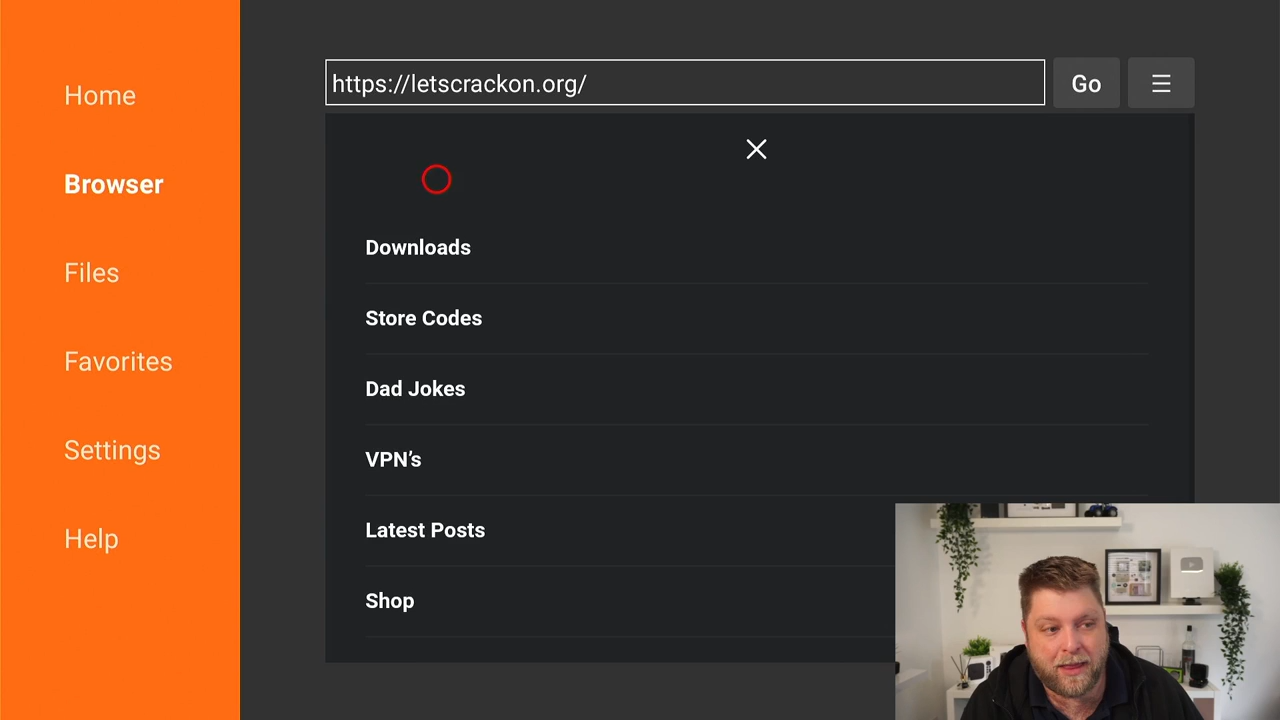 Home
Browser
Files
Favorites
Settings
Help
https://letscrackon.org/
Go
Downloads
Store Codes
Dad Jokes
VPN’s
Latest Posts
Shop